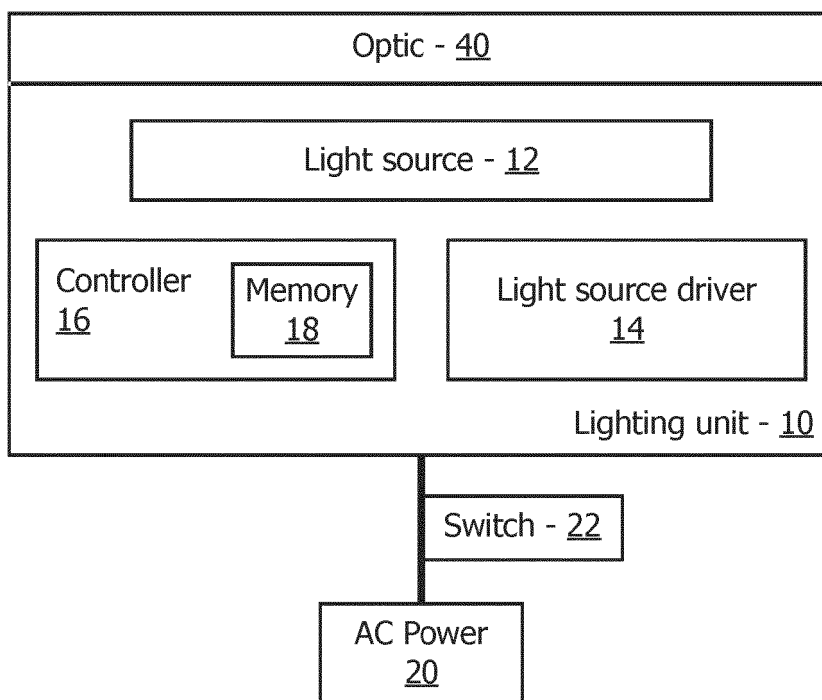 Optic - 40
Light source - 12
Controller
16
Memory
18
Light source driver
14
Lighting unit - 10
Switch - 22
AC Power
20